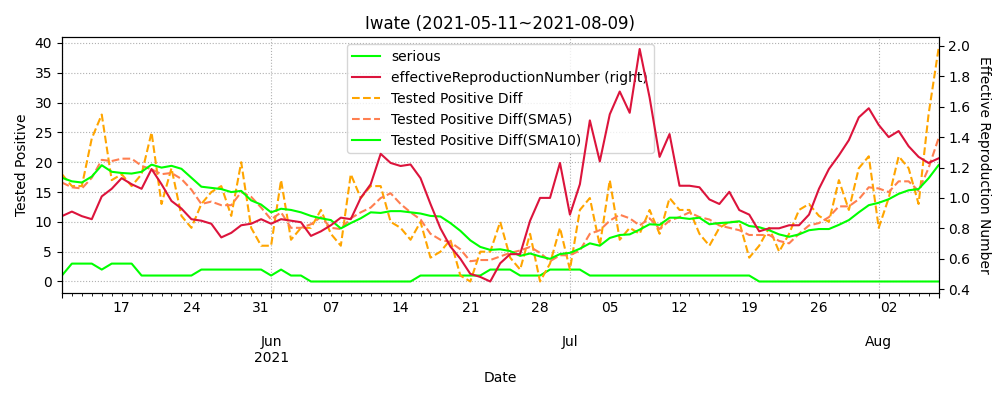 Iwate (2021-05-11~2021-08-09)
serious
effectiveReproductionNumber (right)
Tested Positive Diff
Tested Positive Diff(SMA5)
Tested Positive Diff(SMA10)
Tested Positive
40
35
30
25
20
15
10
5
0
Effective Reproduction Number
2.0
1.8
1.6
1.4
1.2
1.0
0.8
0.6
0.4
17 24 31 07 14 21 28 05 12 19 26 02
Jun Jul Aug
2021
Date